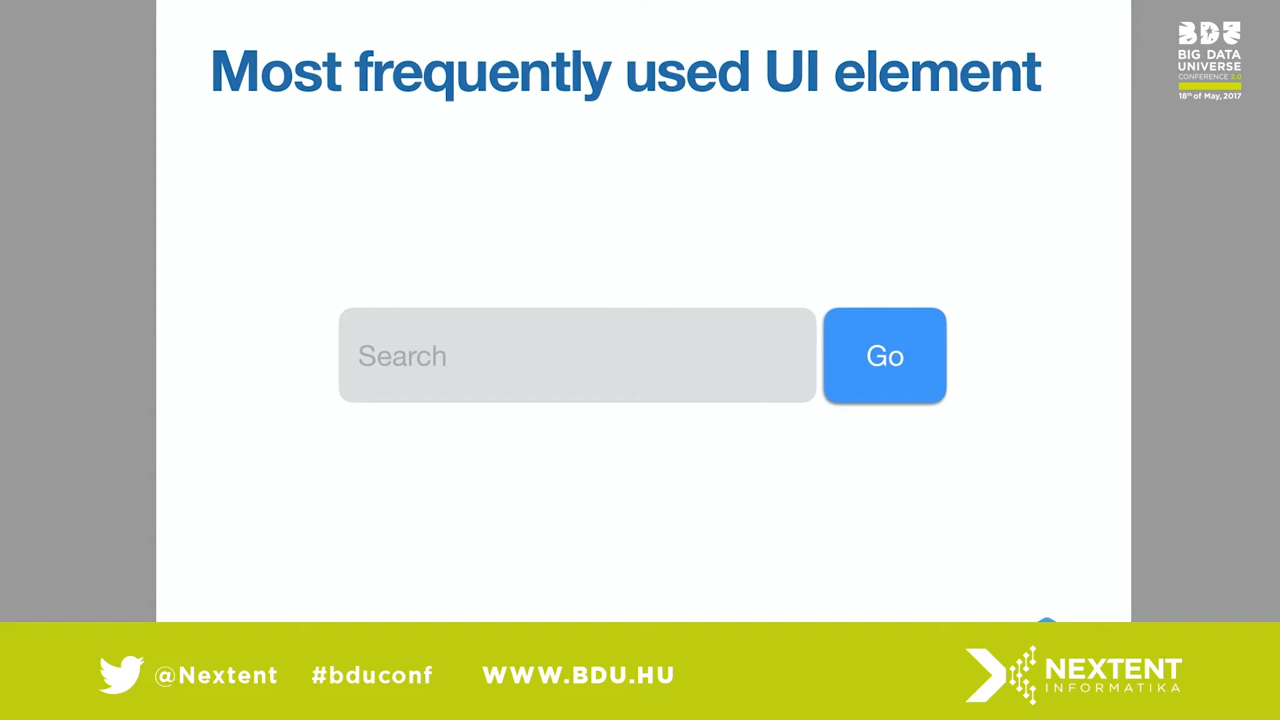 Most frequently used UI element
BDU
BIG DATA
UNIVERSE
CONFERENCE 2.0
18th of May, 2017
Search
Go
@Nextent
#bduconf
WWW.BDU.HU
NEXTENT
INFORMATIKA